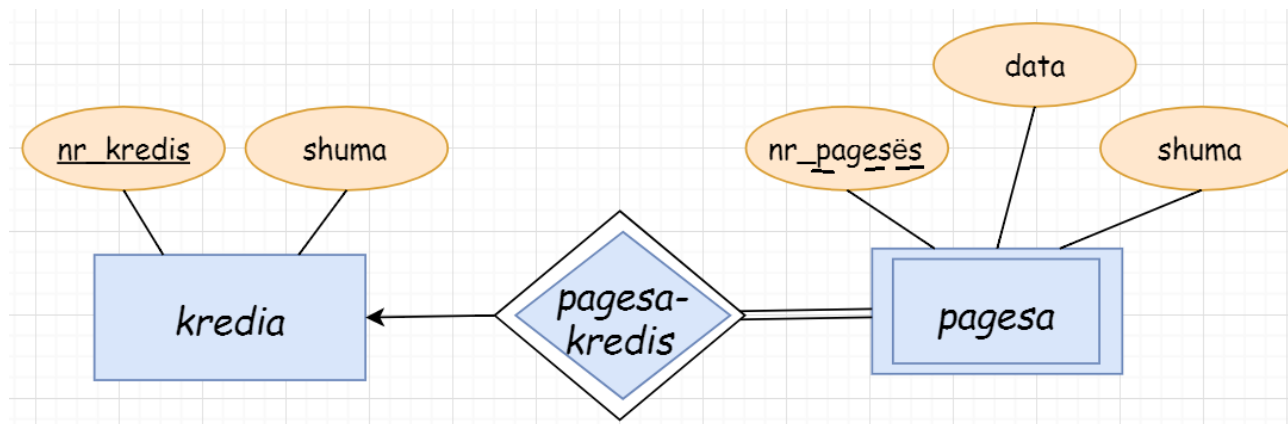 data
nr_kredis
shuma
nr_pagesës
shuma
kredia
pagesa-
kredis
pagesa